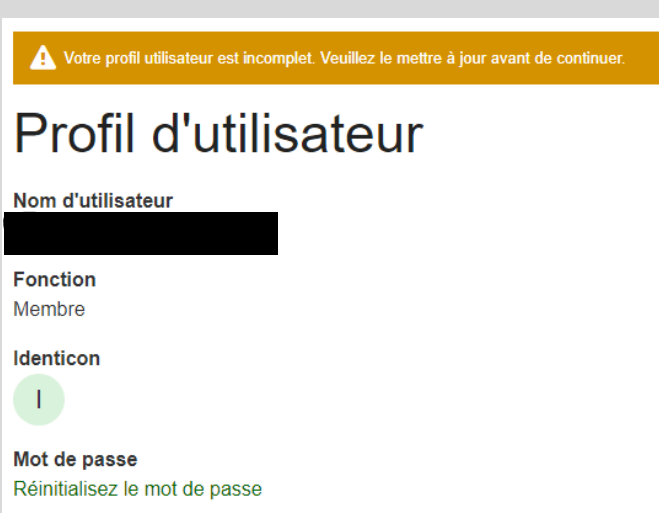 Votre profil utilisateur est incomplet. Veuillez le mettre à jour avant de continuer.
Profil d'utilisateur
Nom d'utilisateur
Fonction
Membre
Identicon
I
Mot de passe
Réinitialisez le mot de passe